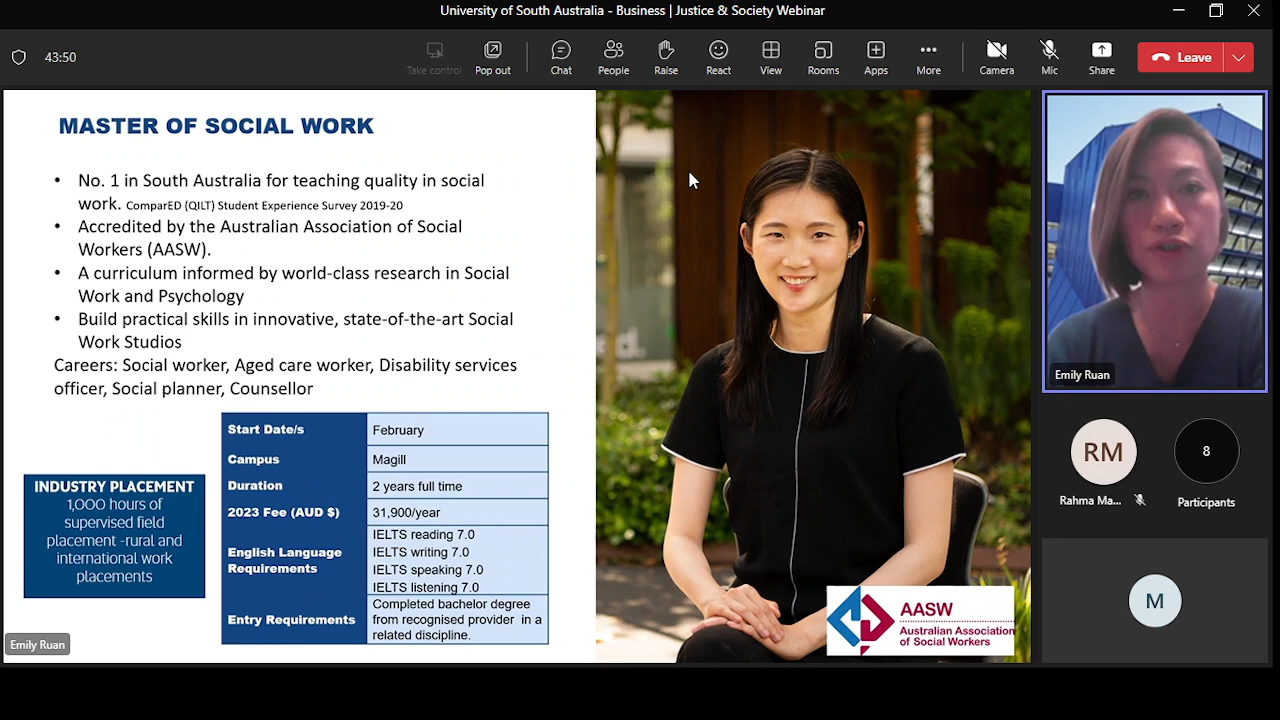 University of South Australia - Business | Justice & Society Webinar
43:50
Take control
Pop out
Chat
People
Raise
React
View
Rooms
Apps
More
Camera
Mic
Share
Leave
MASTER OF SOCIAL WORK
• No. 1 in South Australia for teaching quality in social
work. ComparED (QILT) Student Experience Survey 2019-20
• Accredited by the Australian Association of Social
Workers (AASW).
• A curriculum informed by world-class research in Social
Work and Psychology
• Build practical skills in innovative, state-of-the-art Social
Work Studios
Careers: Social worker, Aged care worker, Disability services
officer, Social planner, Counsellor
Start Date/s February
Campus Magill
Duration 2 years full time
2023 Fee (AUD $) 31,900/year
English Language
Requirements
IELTS reading 7.0
IELTS writing 7.0
IELTS speaking 7.0
IELTS listening 7.0
Entry Requirements
Completed bachelor degree
from recognised provider in a
related discipline.
INDUSTRY PLACEMENT
1,000 hours of
supervised field
placement -rural and
international work
placements
AASW
Australian Association
of Social Workers
Emily Ruan
Emily Ruan
RM
Rahma Ma...
8
Participants
M